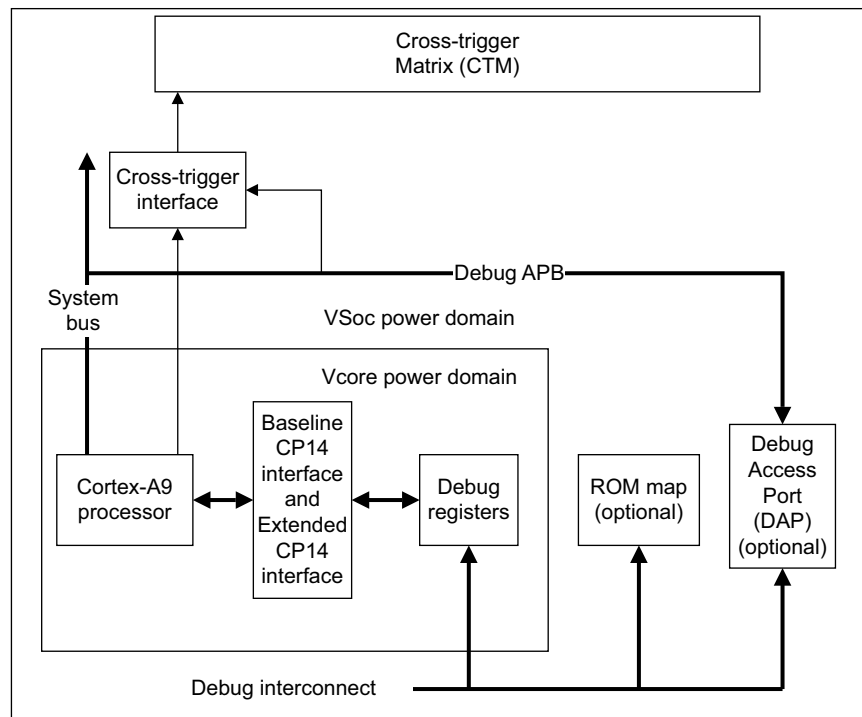 Cross-trigger
Matrix (CTM)
Cross-trigger
interface
Debug APB
System
bus
VSoc power domain
Vcore power domain
Cortex-A9
processor
Baseline
CP14
interface
and
Extended
CP14
interface
Debug
registers
ROM map
(optional)
Debug
Access
Port
(DAP)
(optional)
Debug interconnect